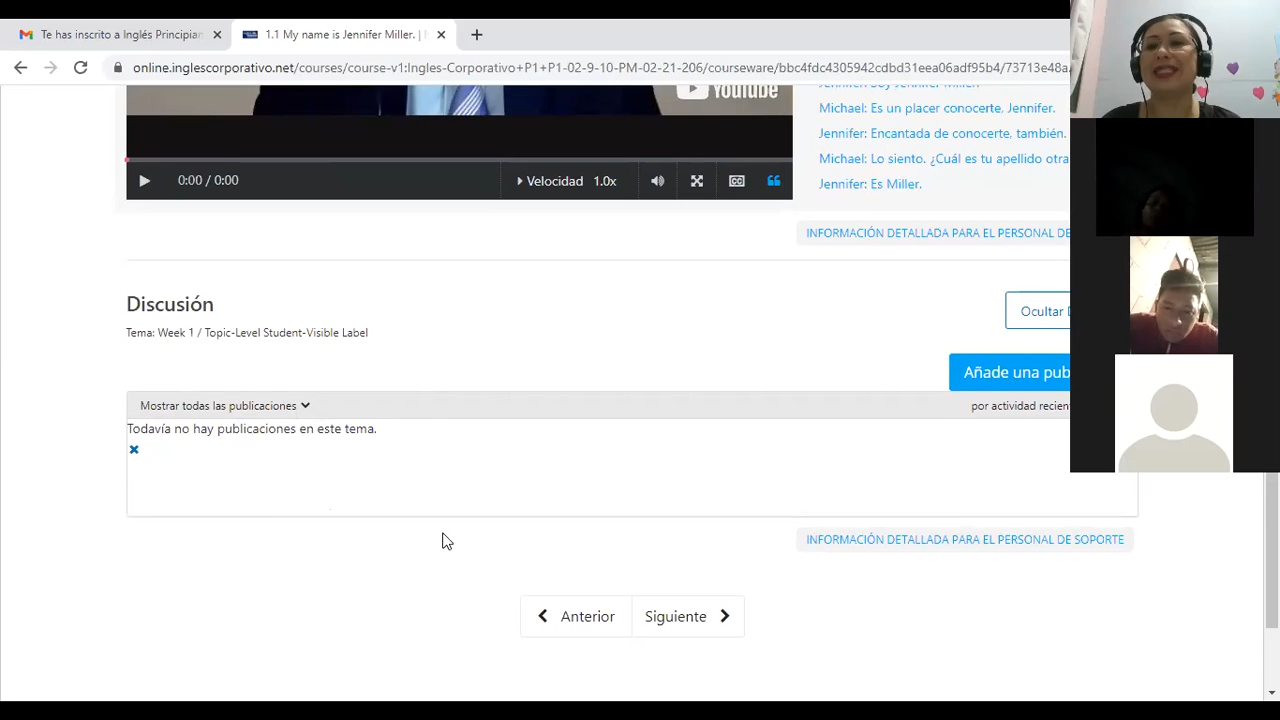 Te has inscrito a Inglés Principian
1.1 My name is Jennifer Miller. |
online.inglescorporativo.net/courses/course-v1:Ingles-Corporativo+P1+P1-02-9-10-PM-02-21-206/courseware/bbc4fdc4305942cdbd31eea06adf95b4/73713e48a
YouTube
Michael: Es un placer conocerte, Jennifer.
Jennifer: Encantada de conocerte, también.
Michael: Lo siento. ¿Cuál es tu apellido otra
Jennifer: Es Miller.
0:00 / 0:00
Velocidad 1.0x
CC
INFORMACIÓN DETALLADA PARA EL PERSONAL DE
Discusión
Ocultar
Tema: Week 1 / Topic-Level Student-Visible Label
Añade una pub
Mostrar todas las publicaciones
por actividad recien
Todavía no hay publicaciones en este tema.
INFORMACIÓN DETALLADA PARA EL PERSONAL DE SOPORTE
Anterior
Siguiente